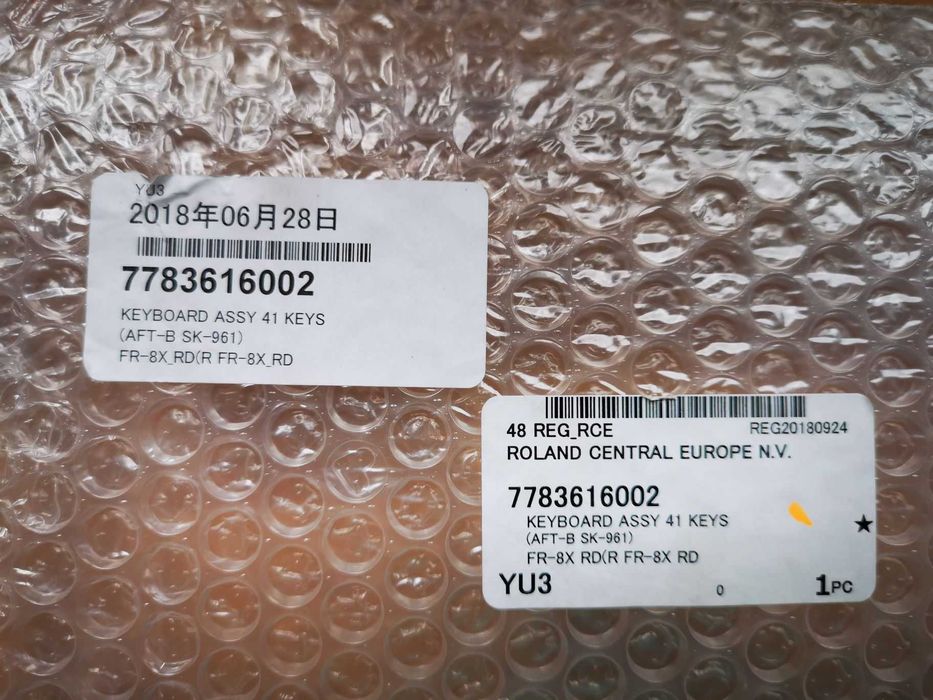 YU3
2018年06月28日
7783616002
KEYBOARD ASSY 41 KEYS
(AFT-B SK-961)
FR-8X_RD(R FR-8X_RD
48 REG_RCE REG20180924
ROLAND CENTRAL EUROPE N.V.
7783616002
KEYBOARD ASSY 41 KEYS
(AFT-B SK-961)
FR-8X RD(R FR-8X RD
YU3 0 1PC